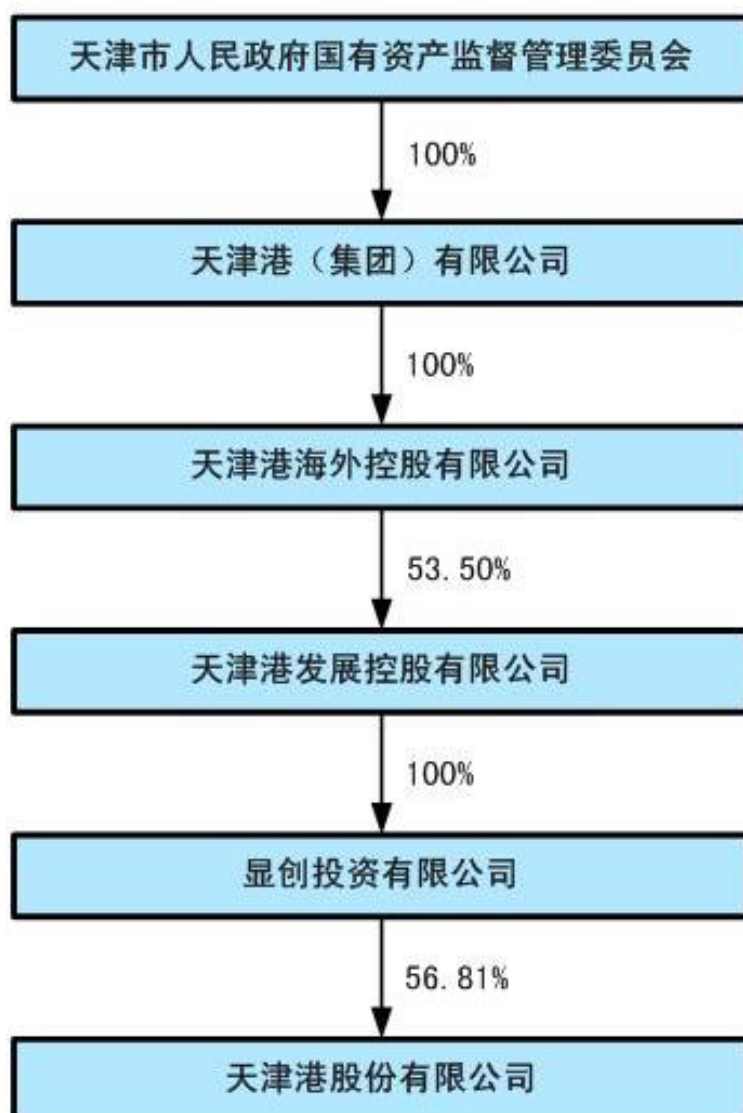 天津市人民政府国有资产监督管理委员会
100%
天津港（集团）有限公司
100%
天津港海外控股有限公司
53.50%
天津港发展控股有限公司
100%
显创投资有限公司
56.81%
天津港股份有限公司